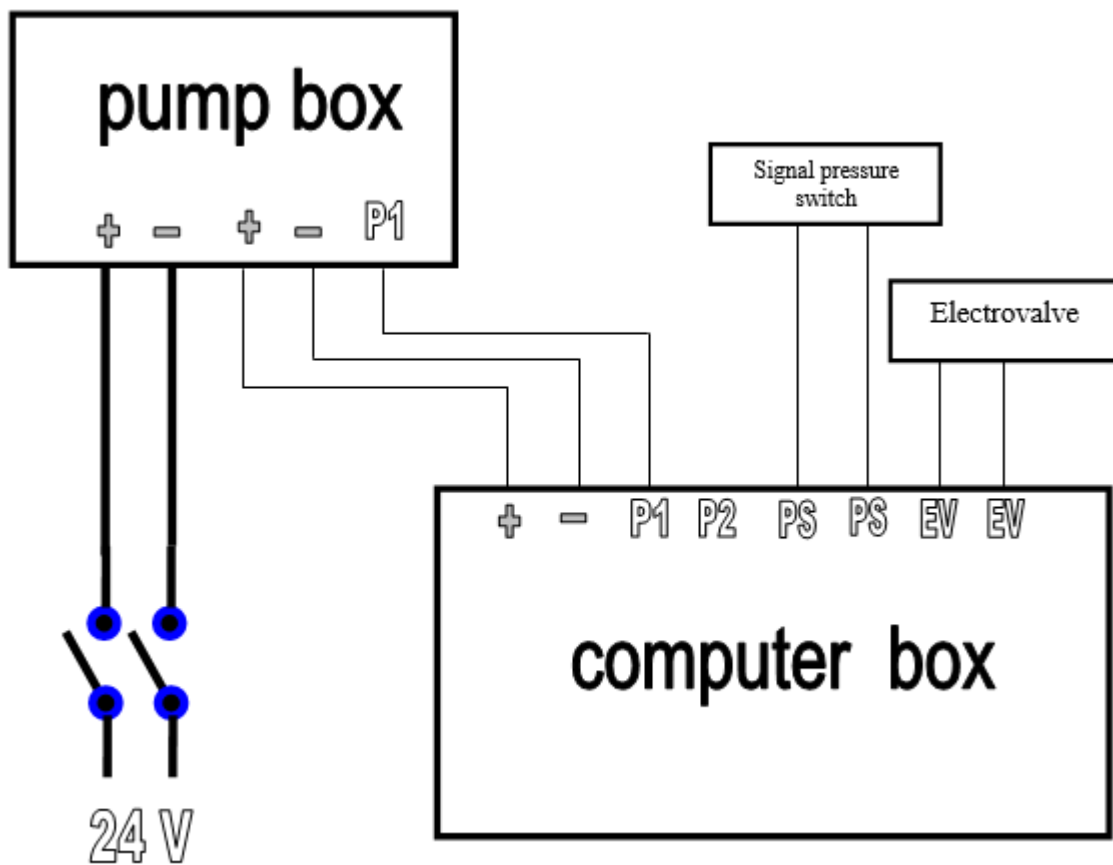 pump box
+ − + − P1
Signal pressure
switch
Electrovalve
+ − P1 P2 PS PS EV EV
computer box
24 V